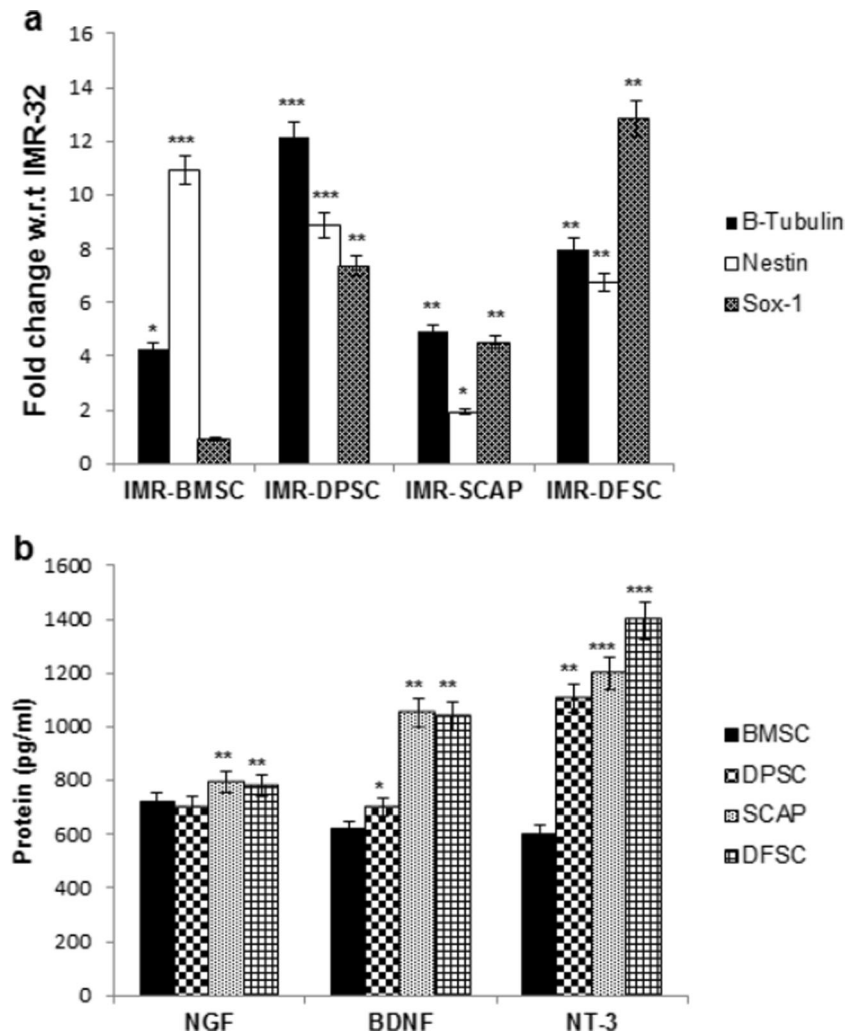 a
Fold change w.r.t IMR-32
16
14
12
10
8
6
4
2
0
*
***
***
***
**
**
*
**
**
**
**
IMR-BMSC IMR-DPSC IMR-SCAP IMR-DFSC
B-Tubulin
Nestin
Sox-1
b
Protein (pg/ml)
1600
1400
1200
1000
800
600
400
200
0
**
**
*
**
**
**
***
***
NGF BDNF NT-3
BMSC
DPSC
SCAP
DFSC